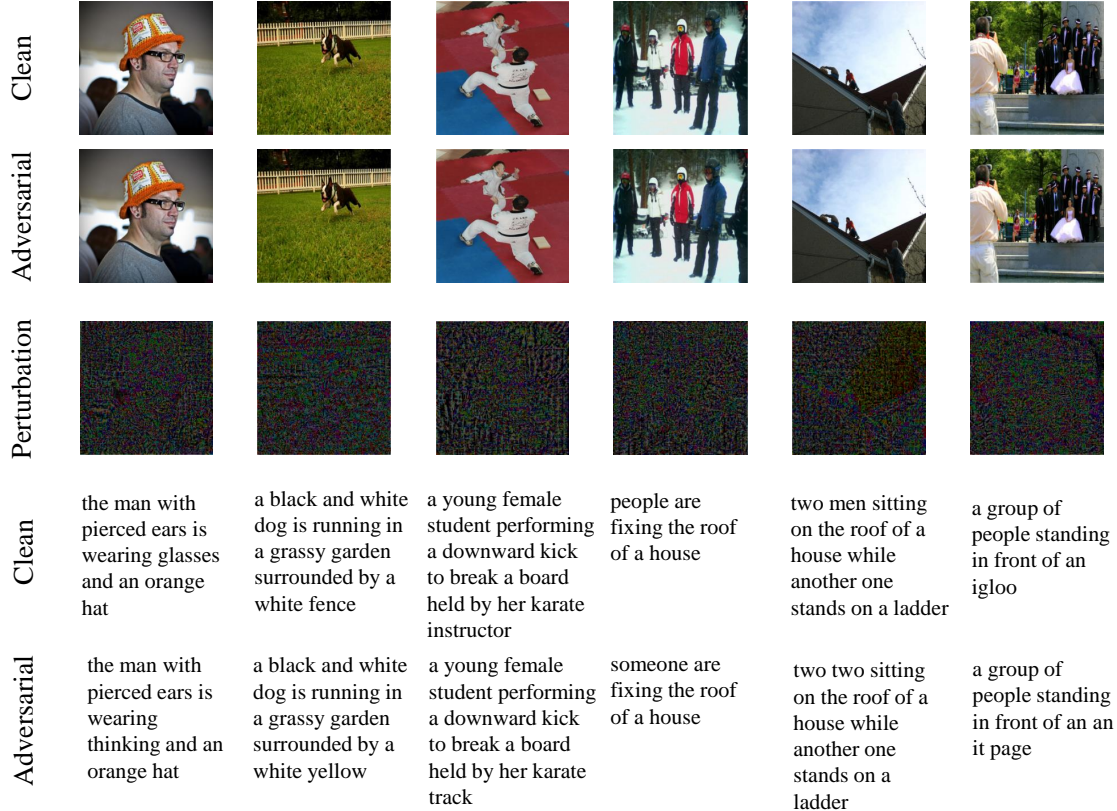 Clean
Adversarial
Perturbation
Clean
the man with
pierced ears is
wearing glasses
and an orange
hat
a black and white
dog is running in
a grassy garden
surrounded by a
white fence
a young female
student performing
a downward kick
to break a board
held by her karate
instructor
people are
fixing the roof
of a house
two men sitting
on the roof of a
house while
another one
stands on a ladder
a group of
people standing
in front of an
igloo
Adversarial
the man with
pierced ears is
wearing
thinking and an
orange hat
a black and white
dog is running in
a grassy garden
surrounded by a
white yellow
a young female
student performing
a downward kick
to break a board
held by her karate
track
someone are
fixing the roof
of a house
two two sitting
on the roof of a
house while
another one
stands on a
ladder
a group of
people standing
in front of an an
it page